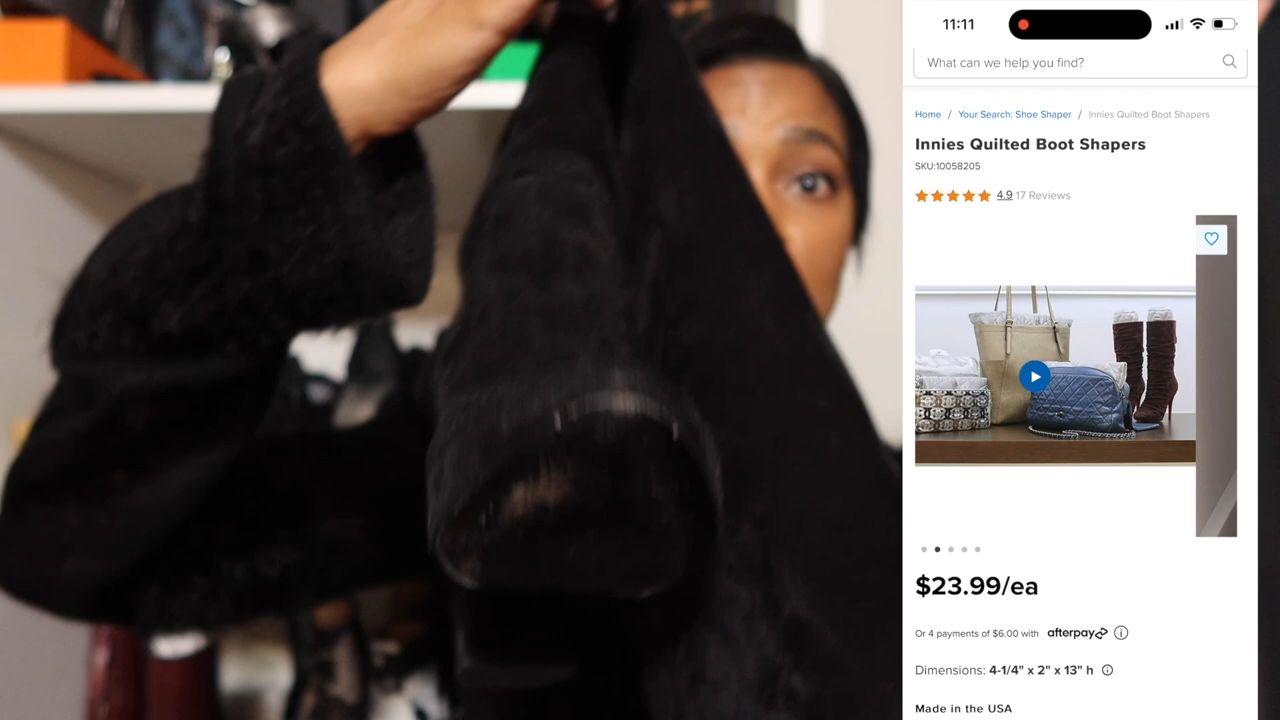 11:11
What can we help you find?
Home / Your Search: Shoe Shaper / Innies Quilted Boot Shapers
Innies Quilted Boot Shapers
SKU:10058205
4.9 17 Reviews
$23.99/ea
Or 4 payments of $6.00 with afterpay
Dimensions: 4-1/4" x 2" x 13" h
Made in the USA